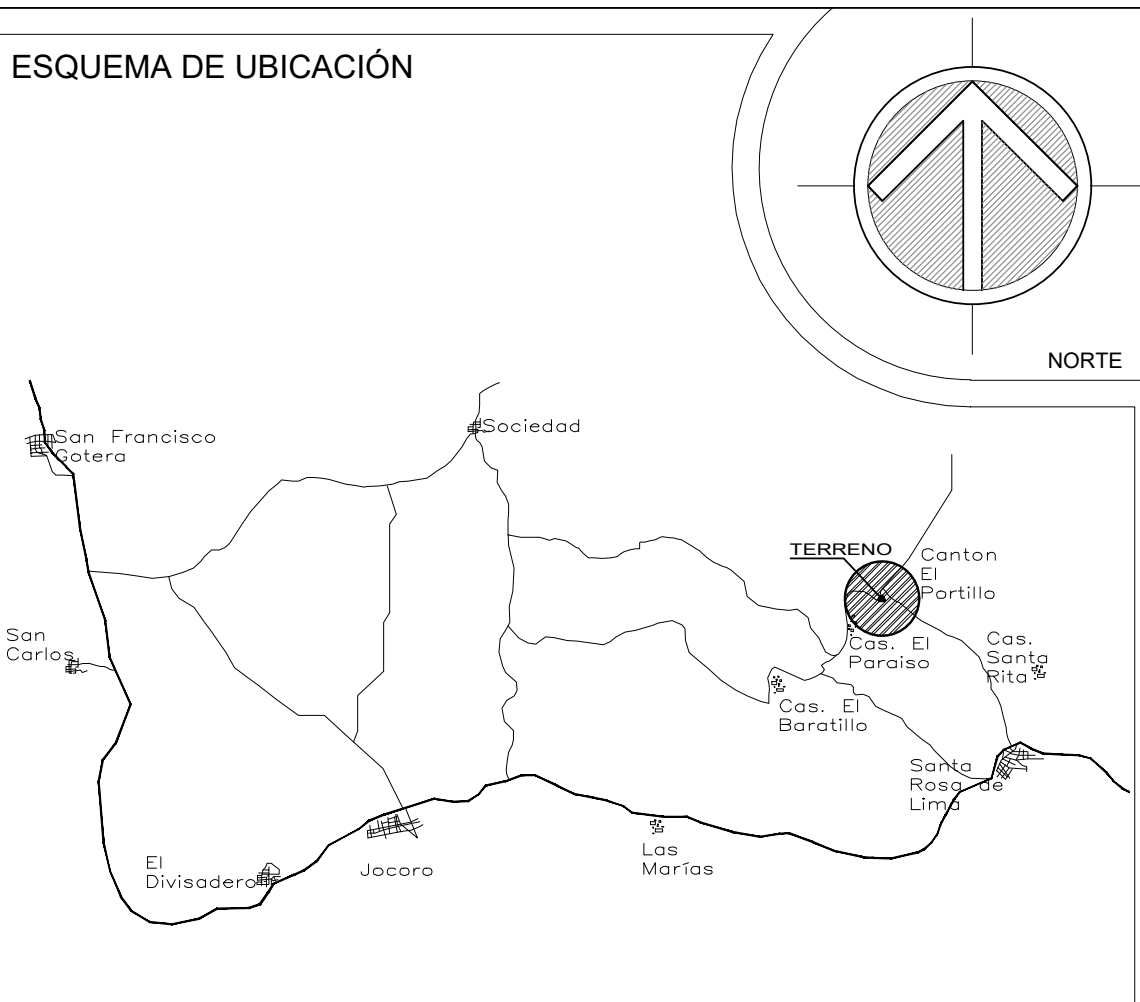 ESQUEMA DE UBICACIÓN
NORTE
San Francisco
Gotera
Sociedad
TERRENO
Canton
El
Portillo
San
Carlos
Cas. El
Paraiso
Cas.
Santa
Rita
Cas. El
Baratillo
Santa
Rosa de
Lima
El
Divisadero
Jocoro
Las
Marías